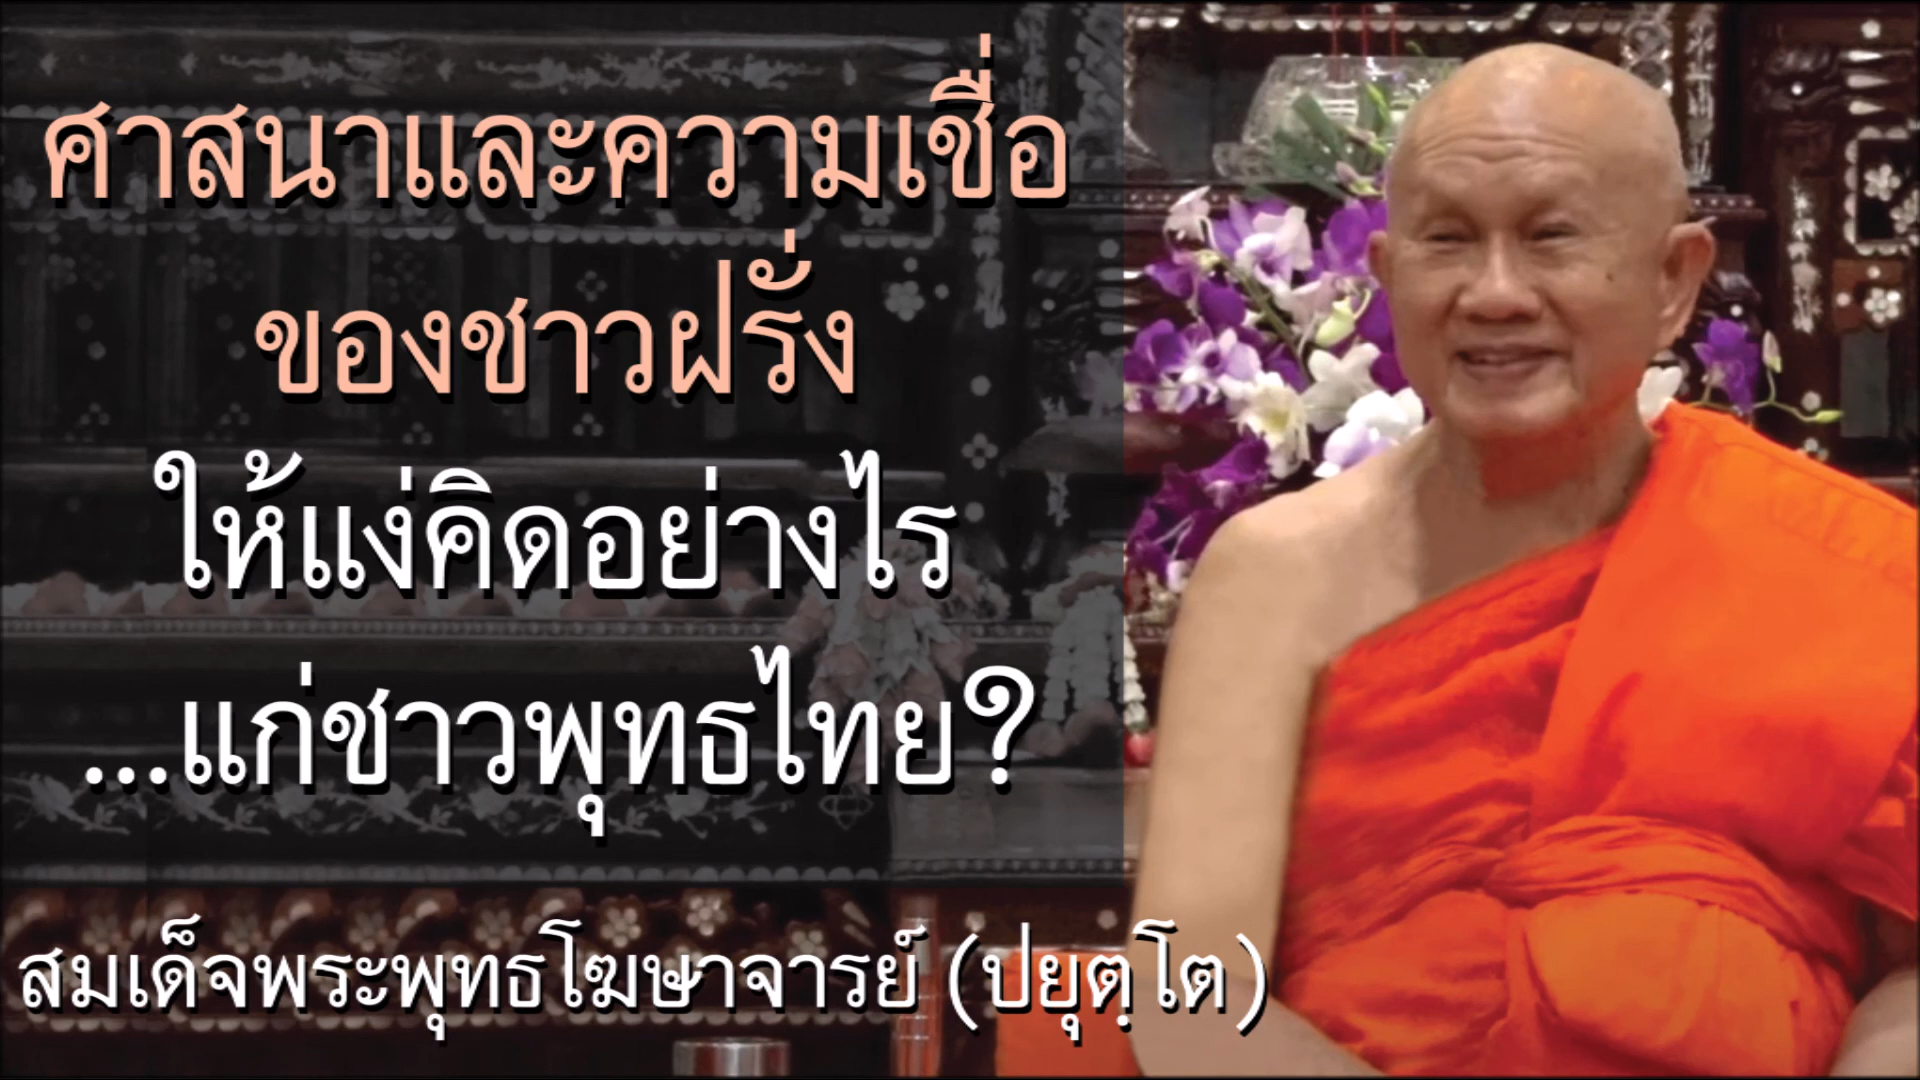 ศาสนาและความเชื่อ
ของชาวฝรั่ง
ให้แง่คิดอย่างไร
...แก่ชาวพุทธไทย?
สมเด็จพระพุทธโฆษาจารย์ (ปยุตฺโต)